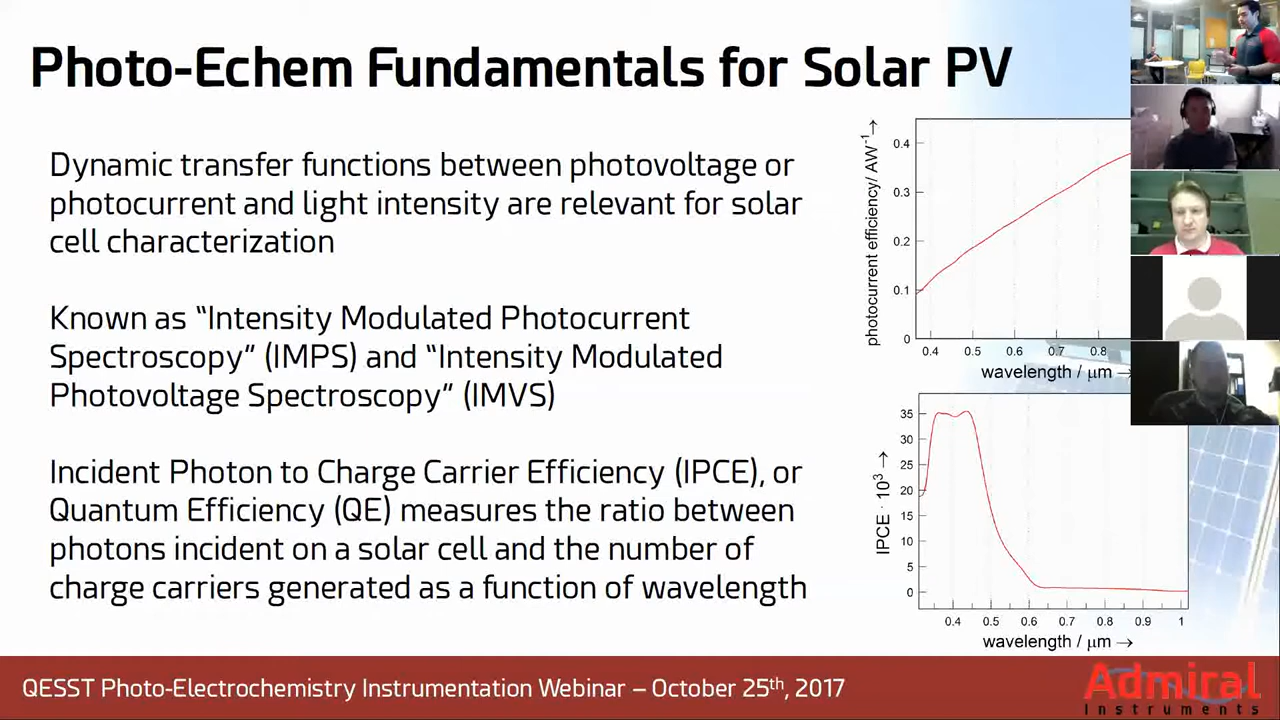 Photo-Echem Fundamentals for Solar PV
Dynamic transfer functions between photovoltage or
photocurrent and light intensity are relevant for solar
cell characterization
Known as “Intensity Modulated Photocurrent
Spectroscopy” (IMPS) and “Intensity Modulated
Photovoltage Spectroscopy” (IMVS)
Incident Photon to Charge Carrier Efficiency (IPCE), or
Quantum Efficiency (QE) measures the ratio between
photons incident on a solar cell and the number of
charge carriers generated as a function of wavelength
photocurrent efficiency/ AW⁻¹→
0.4
0.3
0.2
0.1
0
0.4 0.5 0.6 0.7 0.8
wavelength / μm →
IPCE · 10³ →
35
30
25
20
15
10
5
0
0.4 0.5 0.6 0.7 0.8 0.9 1
wavelength / μm →
QESST Photo-Electrochemistry Instrumentation Webinar – October 25th, 2017
Admiral
Instruments